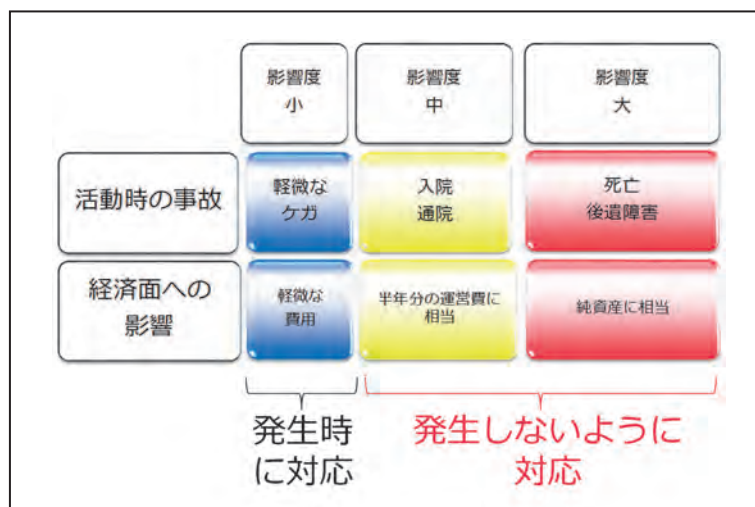 影響度
小
影響度
中
影響度
大
活動時の事故
軽微な
ケガ
入院
通院
死亡
後遺障害
経済面への
影響
軽微な
費用
半年分の運営費に
相当
純資産に相当
発生時
に対応
発生しないように
対応